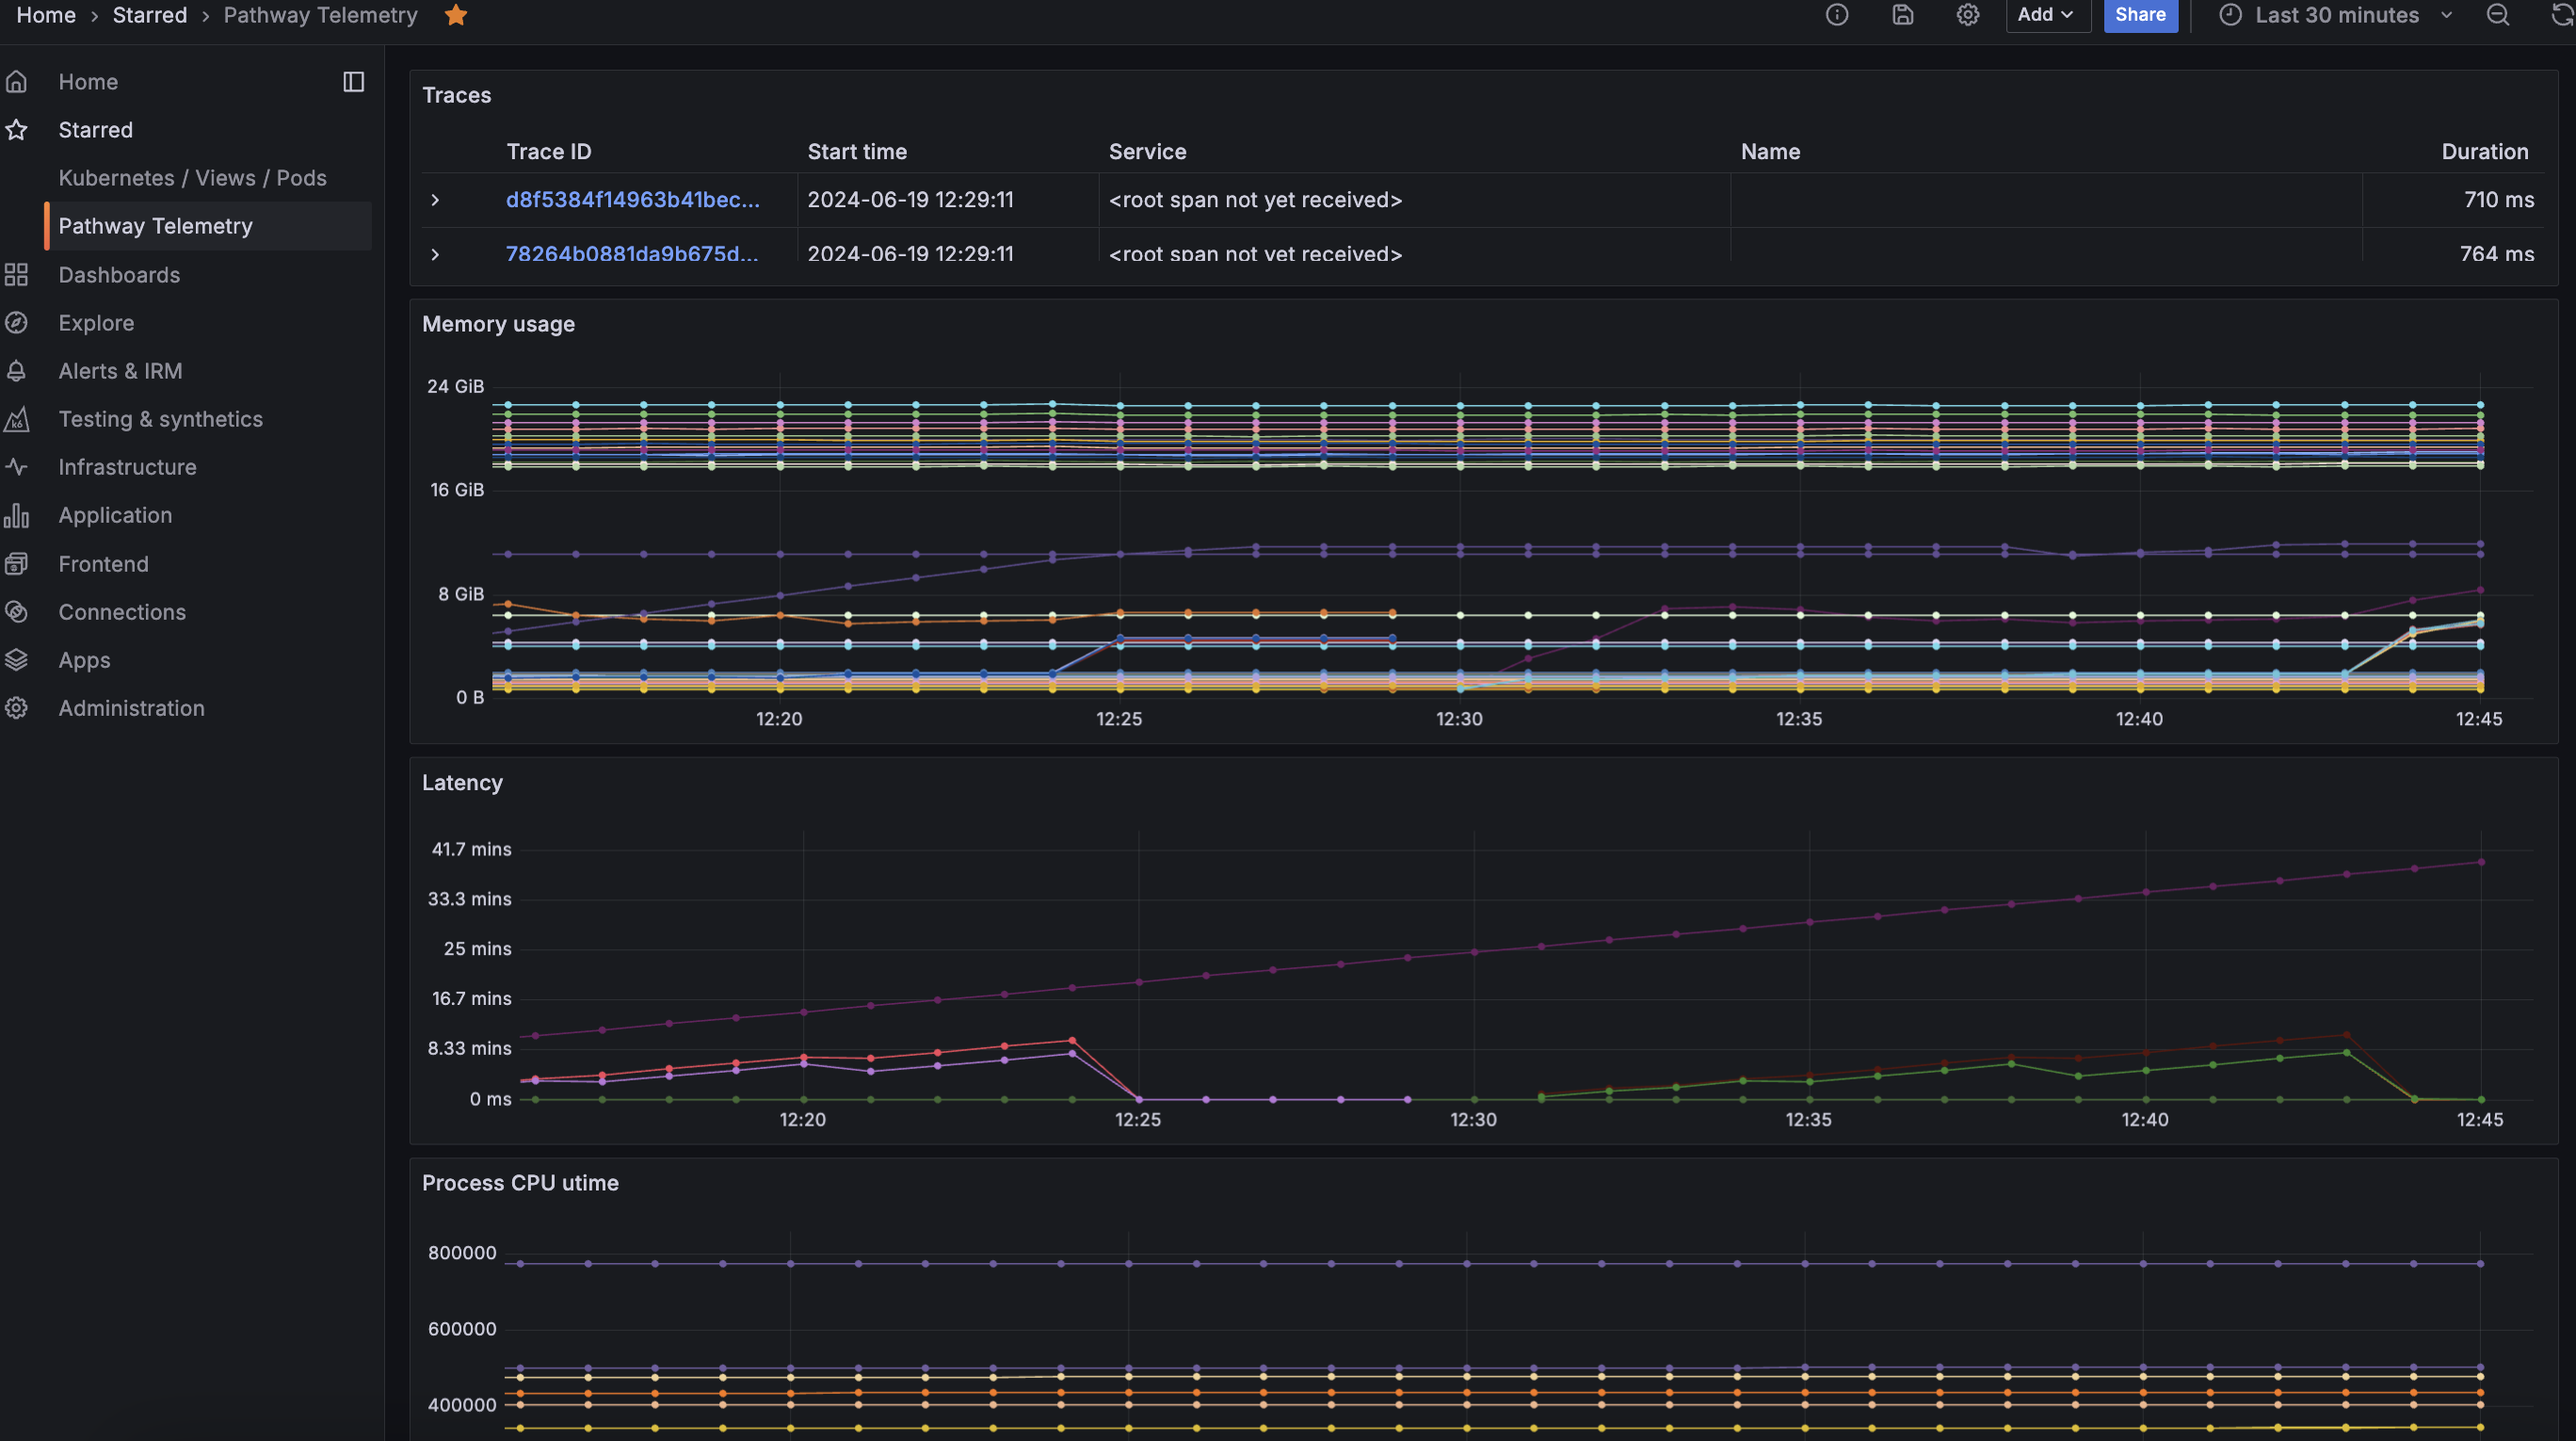 Home › Starred › Pathway Telemetry
Add
Share
Last 30 minutes
Home
Starred
Kubernetes / Views / Pods
Pathway Telemetry
Dashboards
Explore
Alerts & IRM
Testing & synthetics
Infrastructure
Application
Frontend
Connections
Apps
Administration
Traces
Trace ID Start time Service Name Duration
d8f5384f14963b41bec... 2024-06-19 12:29:11 <root span not yet received> 710 ms
78264b0881da9b675d... 2024-06-19 12:29:11 <root span not yet received> 764 ms
Memory usage
24 GiB
16 GiB
8 GiB
0 B
12:20 12:25 12:30 12:35 12:40 12:45
Latency
41.7 mins
33.3 mins
25 mins
16.7 mins
8.33 mins
0 ms
12:20 12:25 12:30 12:35 12:40 12:45
Process CPU utime
800000
600000
400000